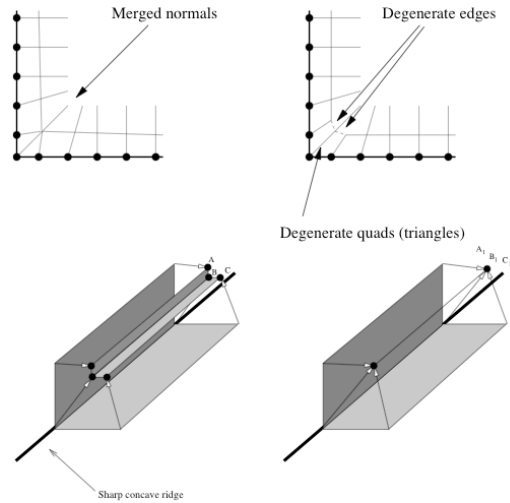 Merged normals
Degenerate edges
Degenerate quads (triangles)
A
B
C
A1
B1
C1
Sharp concave ridge